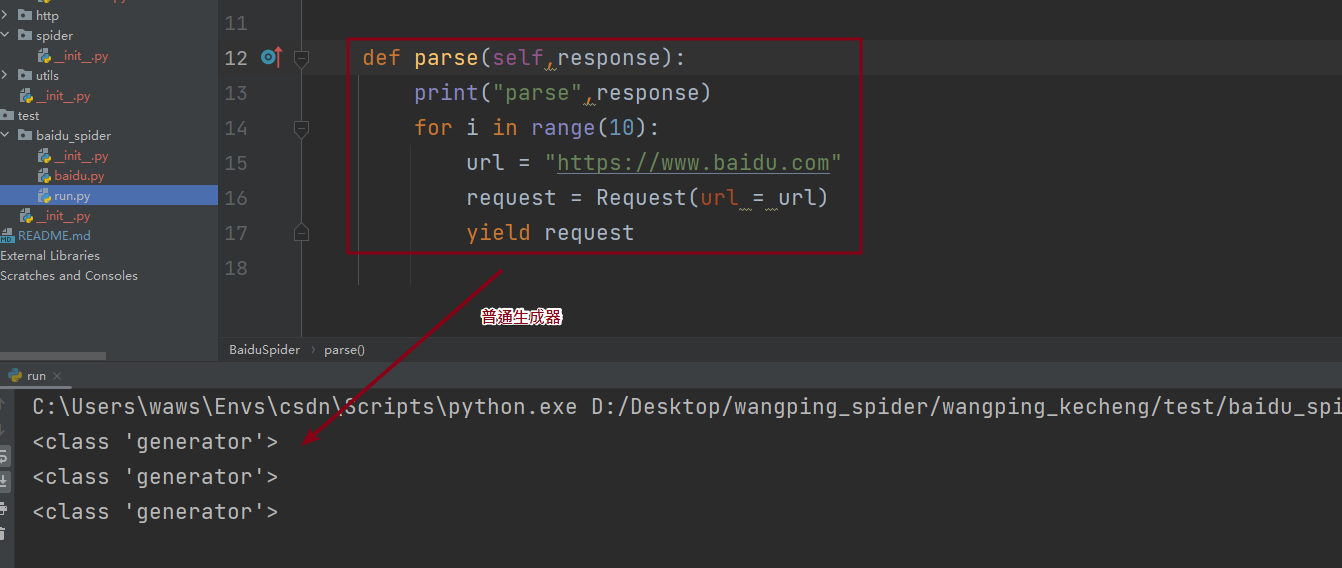 http
spider
__init__.py
utils
__init__.py
test
baidu_spider
__init__.py
baidu.py
run.py
__init__.py
README.md
External Libraries
Scratches and Consoles
11
12 def parse(self,response):
13 print("parse",response)
14 for i in range(10):
15 url = "https://www.baidu.com"
16 request = Request(url = url)
17 yield request
18
普通生成器
BaiduSpider › parse()
run ×
C:\Users\waws\Envs\csdn\Scripts\python.exe D:/Desktop/wangping_spider/wangping_kecheng/test/baidu_spi
<class 'generator'>
<class 'generator'>
<class 'generator'>